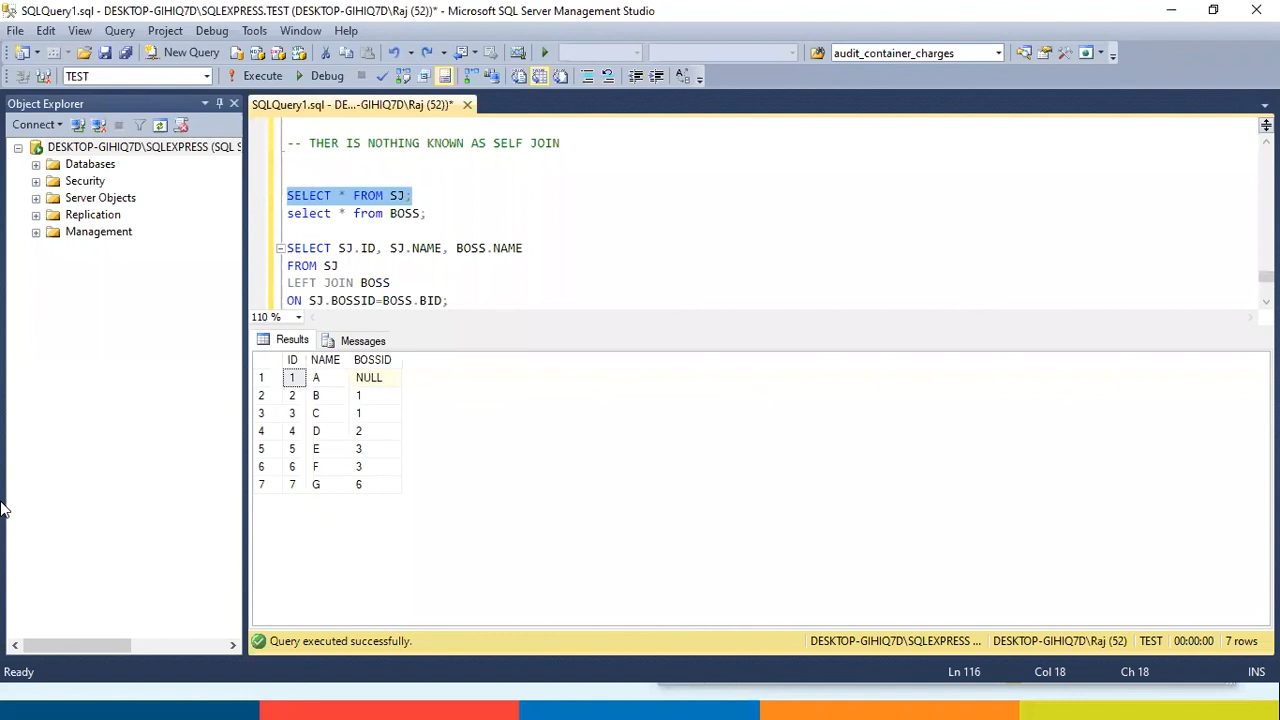 SQLQuery1.sql - DESKTOP-GIHIQ7D\SQLEXPRESS.TEST (DESKTOP-GIHIQ7D\Raj (52))* - Microsoft SQL Server Management Studio
File Edit View Query Project Debug Tools Window Help
New Query audit_container_charges
TEST Execute Debug
Object Explorer
SQLQuery1.sql - DE...-GIHIQ7D\Raj (52))*
Connect
DESKTOP-GIHIQ7D\SQLEXPRESS (SQL S
Databases
Security
Server Objects
Replication
Management
-- THER IS NOTHING KNOWN AS SELF JOIN
SELECT * FROM SJ;
select * from BOSS;
SELECT SJ.ID, SJ.NAME, BOSS.NAME
FROM SJ
LEFT JOIN BOSS
ON SJ.BOSSID=BOSS.BID;
110 %
Results Messages
ID NAME BOSSID
1 1 A NULL
2 2 B 1
3 3 C 1
4 4 D 2
5 5 E 3
6 6 F 3
7 7 G 6
Query executed successfully. DESKTOP-GIHIQ7D\SQLEXPRESS ... DESKTOP-GIHIQ7D\Raj (52) TEST 00:00:00 7 rows
Ready Ln 116 Col 18 Ch 18 INS